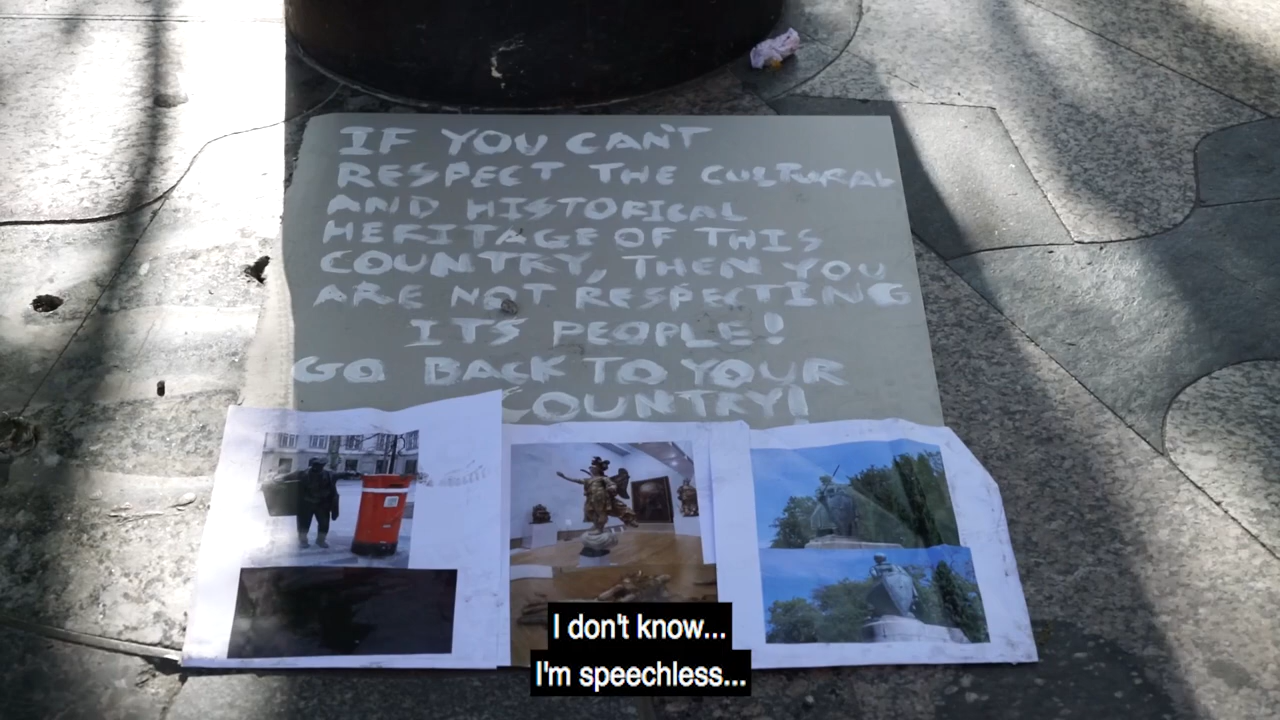 IF YOU CAN'T
RESPECT THE CULTURAL
AND HISTORICAL
HERITAGE OF THIS
COUNTRY, THEN YOU
ARE NOT RESPECTING
ITS PEOPLE!
GO BACK TO YOUR
COUNTRY!
I don't know...
I'm speechless...